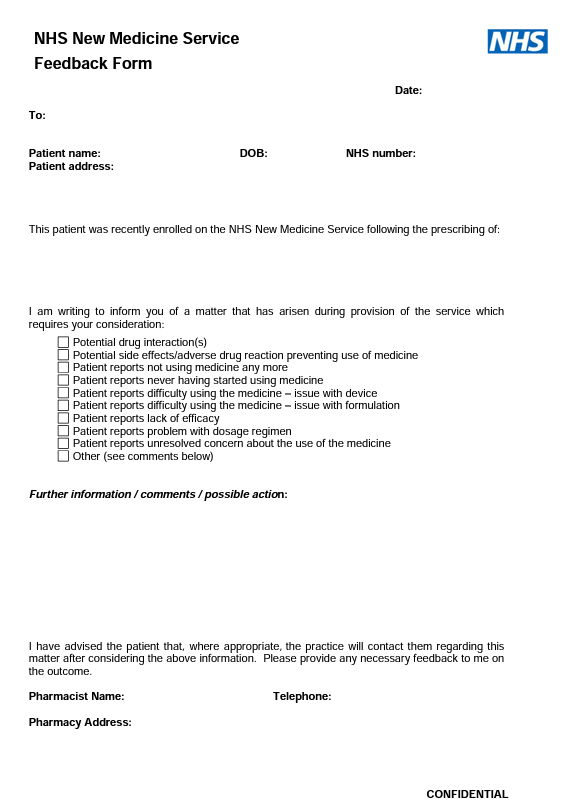 NHS New Medicine Service
Feedback Form
NHS
Date:
To:
Patient name: DOB: NHS number:
Patient address:
This patient was recently enrolled on the NHS New Medicine Service following the prescribing of:
I am writing to inform you of a matter that has arisen during provision of the service which
requires your consideration:
Potential drug interaction(s)
Potential side effects/adverse drug reaction preventing use of medicine
Patient reports not using medicine any more
Patient reports never having started using medicine
Patient reports difficulty using the medicine – issue with device
Patient reports difficulty using the medicine – issue with formulation
Patient reports lack of efficacy
Patient reports problem with dosage regimen
Patient reports unresolved concern about the use of the medicine
Other (see comments below)
Further information / comments / possible action:
I have advised the patient that, where appropriate, the practice will contact them regarding this
matter after considering the above information. Please provide any necessary feedback to me on
the outcome.
Pharmacist Name: Telephone:
Pharmacy Address:
CONFIDENTIAL